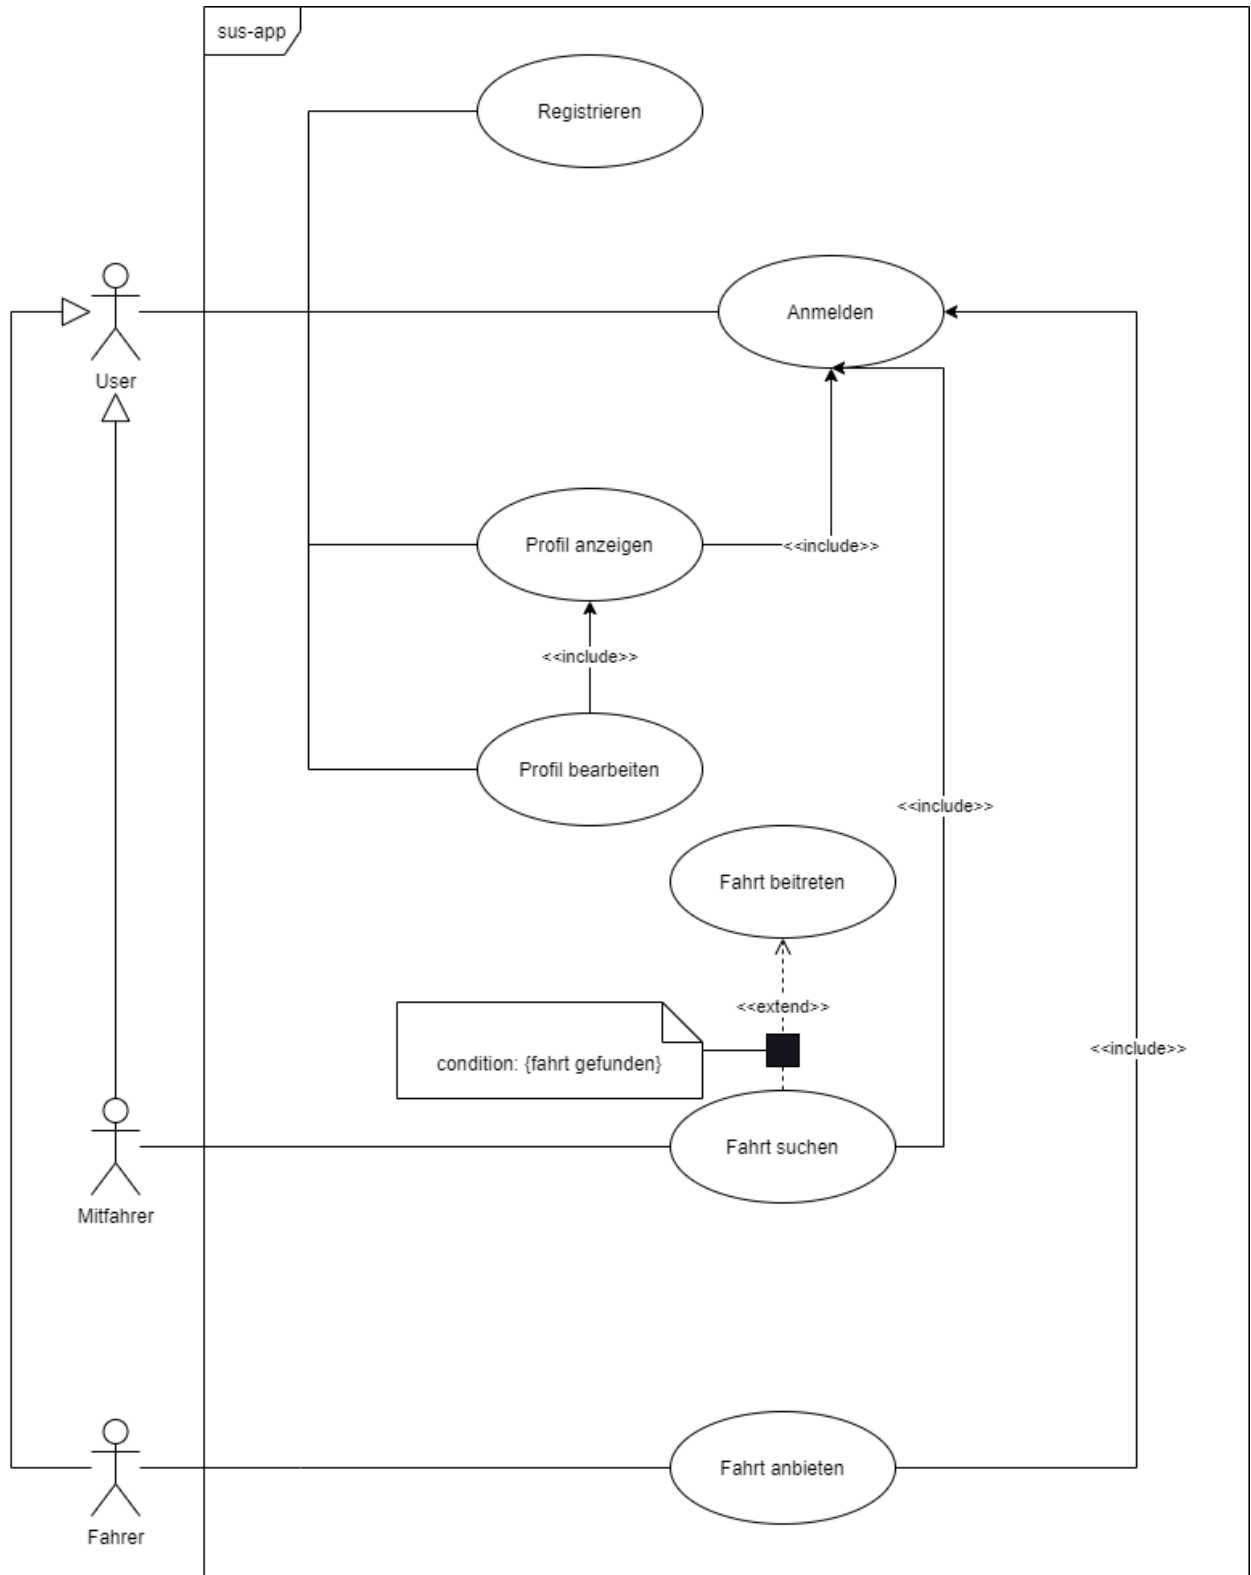 sus-app
Registrieren
Anmelden
User
Profil anzeigen
<<include>>
<<include>>
Profil bearbeiten
<<include>>
Fahrt beitreten
<<extend>>
<<include>>
condition: {fahrt gefunden}
Fahrt suchen
Mitfahrer
Fahrt anbieten
Fahrer